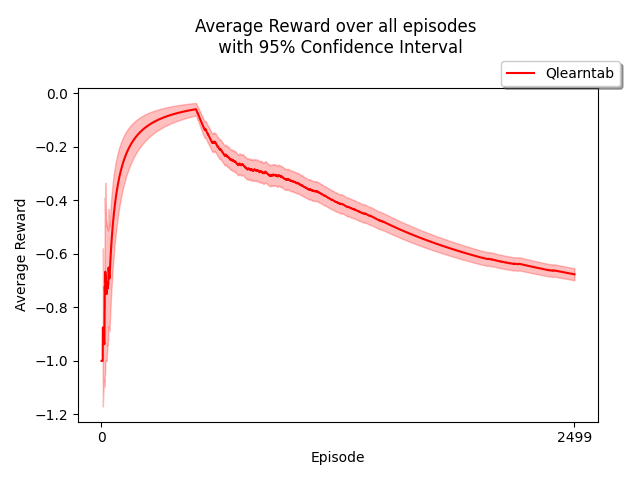 Average Reward over all episodes
with 95% Confidence Interval
Qlearntab
0.0
−0.2
−0.4
−0.6
−0.8
−1.0
−1.2
Average Reward
0
2499
Episode